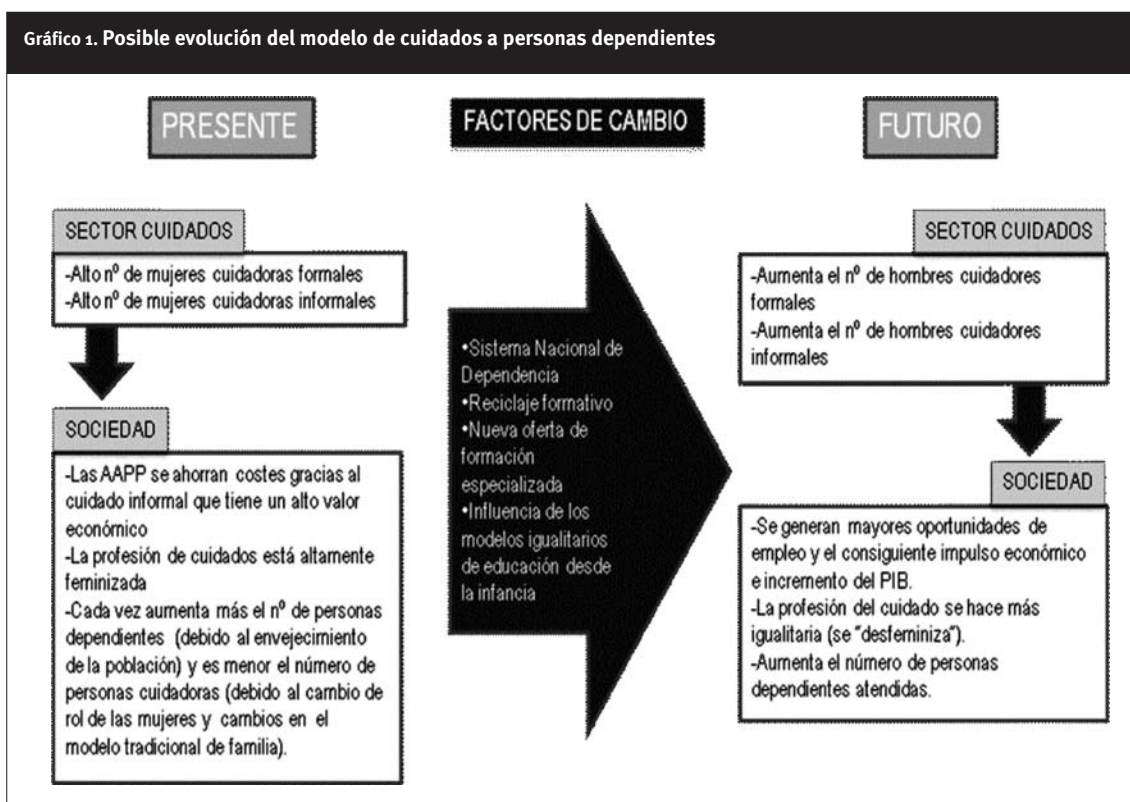 Gráfico 1. Posible evolución del modelo de cuidados a personas dependientes
PRESENTE
SECTOR CUIDADOS
-Alto nº de mujeres cuidadoras formales
-Alto nº de mujeres cuidadoras informales
SOCIEDAD
-Las AAPP se ahorran costes gracias al
cuidado informal que tiene un alto valor
económico
-La profesión de cuidados está altamente
feminizada
-Cada vez aumenta más el nº de personas
dependientes (debido al envejecimiento
de la población) y es menor el número de
personas cuidadoras (debido al cambio de
rol de las mujeres y cambios en el
modelo tradicional de familia).
FACTORES DE CAMBIO
•Sistema Nacional de
Dependencia
•Reciclaje formativo
•Nueva oferta de
formación
especializada
•Influencia de los
modelos igualitarios
de educación desde
la infancia
FUTURO
SECTOR CUIDADOS
-Aumenta el nº de hombres cuidadores
formales
-Aumenta el nº de hombres cuidadores
informales
SOCIEDAD
-Se generan mayores oportunidades de
empleo y el consiguiente impulso económico
e incremento del PIB.
-La profesión del cuidado se hace más
igualitaria (se "desfeminiza").
-Aumenta el número de personas
dependientes atendidas.